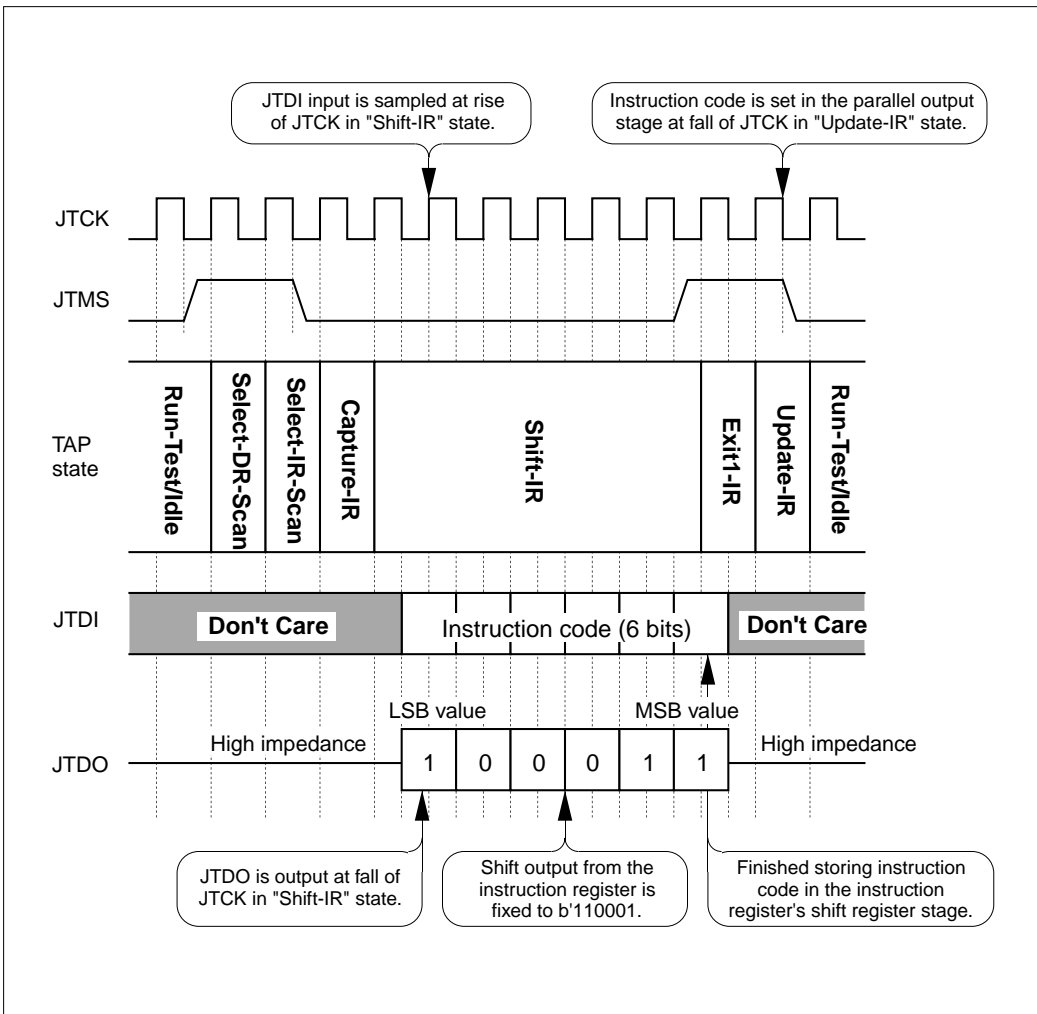 JTDI input is sampled at rise
of JTCK in "Shift-IR" state.
Instruction code is set in the parallel output
stage at fall of JTCK in "Update-IR" state.
JTCK
JTMS
TAP
state
Run-Test/Idle
Select-DR-Scan
Select-IR-Scan
Capture-IR
Shift-IR
Exit1-IR
Update-IR
Run-Test/Idle
JTDI
Don't Care
Instruction code (6 bits)
Don't Care
LSB value
MSB value
JTDO
High impedance
1 0 0 0 1 1
High impedance
JTDO is output at fall of
JTCK in "Shift-IR" state.
Shift output from the
instruction register is
fixed to b'110001.
Finished storing instruction
code in the instruction
register's shift register stage.